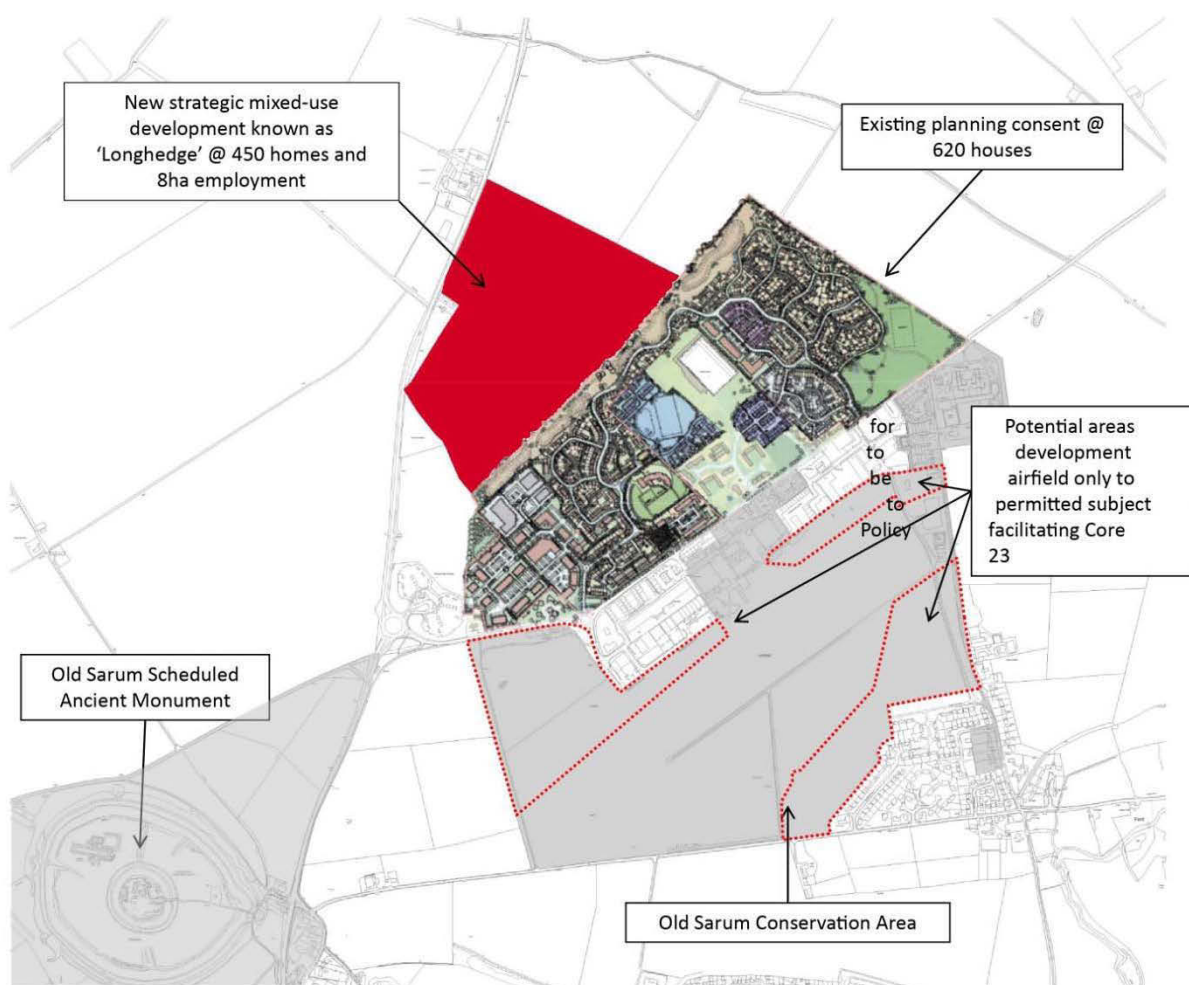 New strategic mixed-use
development known as
‘Longhedge’ @ 450 homes and
8ha employment
Existing planning consent @
620 houses
for Potential areas
to development
be airfield only to
to permitted subject
Policy facilitating Core
23
Old Sarum Scheduled
Ancient Monument
Old Sarum Conservation Area